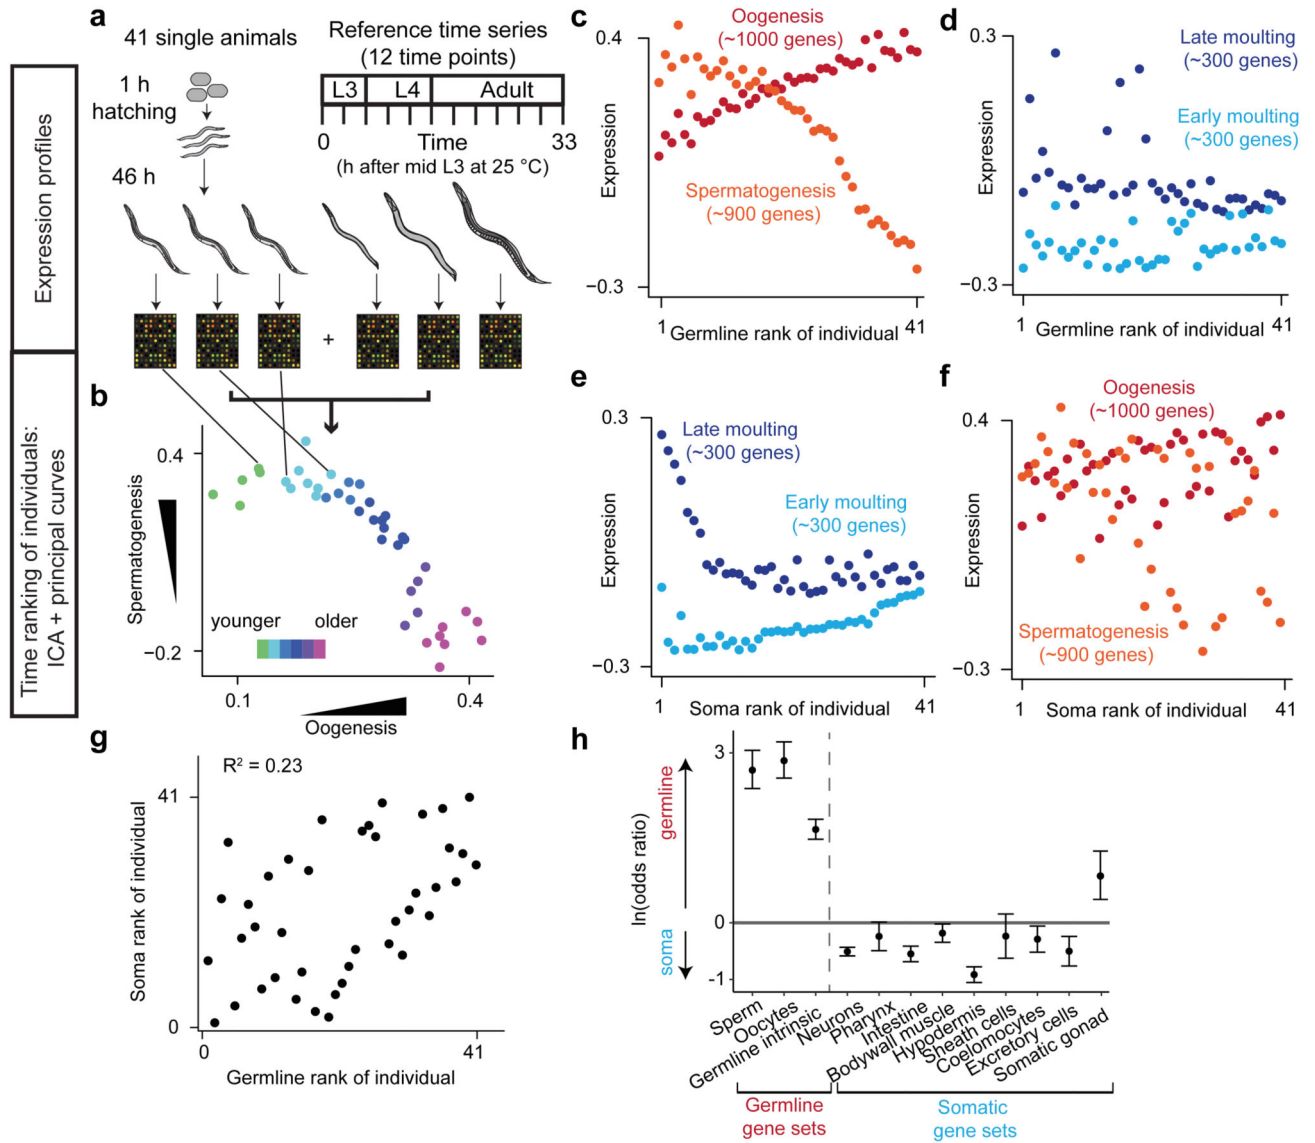 a
41 single animals
1 h
hatching
46 h
Reference time series
(12 time points)
L3
L4
Adult
0
Time
33
(h after mid L3 at 25 °C)
+
Expression profiles
Time ranking of individuals:
ICA + principal curves
b
0.4
−0.2
Spermatogenesis
younger
older
0.1
0.4
Oogenesis
c
Oogenesis
(~1000 genes)
0.4
Expression
Spermatogenesis
(~900 genes)
−0.3
1
Germline rank of individual
41
d
0.3
Late moulting
(~300 genes)
Early moulting
(~300 genes)
Expression
−0.3
1
Germline rank of individual
41
e
0.3
Late moulting
(~300 genes)
Early moulting
(~300 genes)
Expression
−0.3
1
Soma rank of individual
41
f
Oogenesis
(~1000 genes)
0.4
Expression
Spermatogenesis
(~900 genes)
−0.3
1
Soma rank of individual
41
g
R² = 0.23
41
Soma rank of individual
0
0
41
Germline rank of individual
h
3
0
-1
ln(odds ratio)
germline
soma
Sperm
Oocytes
Germline intrinsic
Neurons
Pharynx
Intestine
Bodywall muscle
Hypodermis
Sheath cells
Coelomocytes
Excretory cells
Somatic gonad
Germline
gene sets
Somatic
gene sets